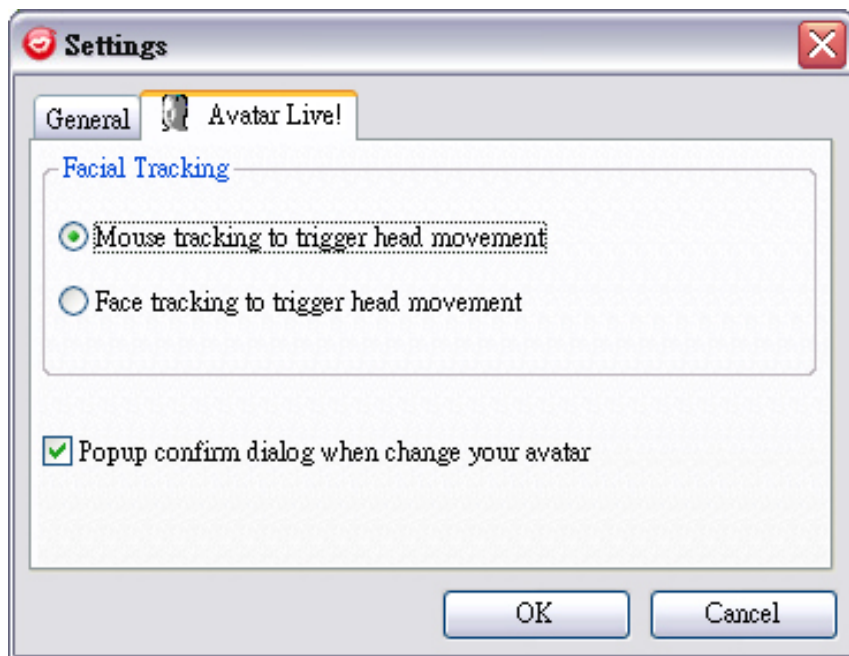 Settings
General
Avatar Live!
Facial Tracking
Mouse tracking to trigger head movement
Face tracking to trigger head movement
Popup confirm dialog when change your avatar
OK
Cancel